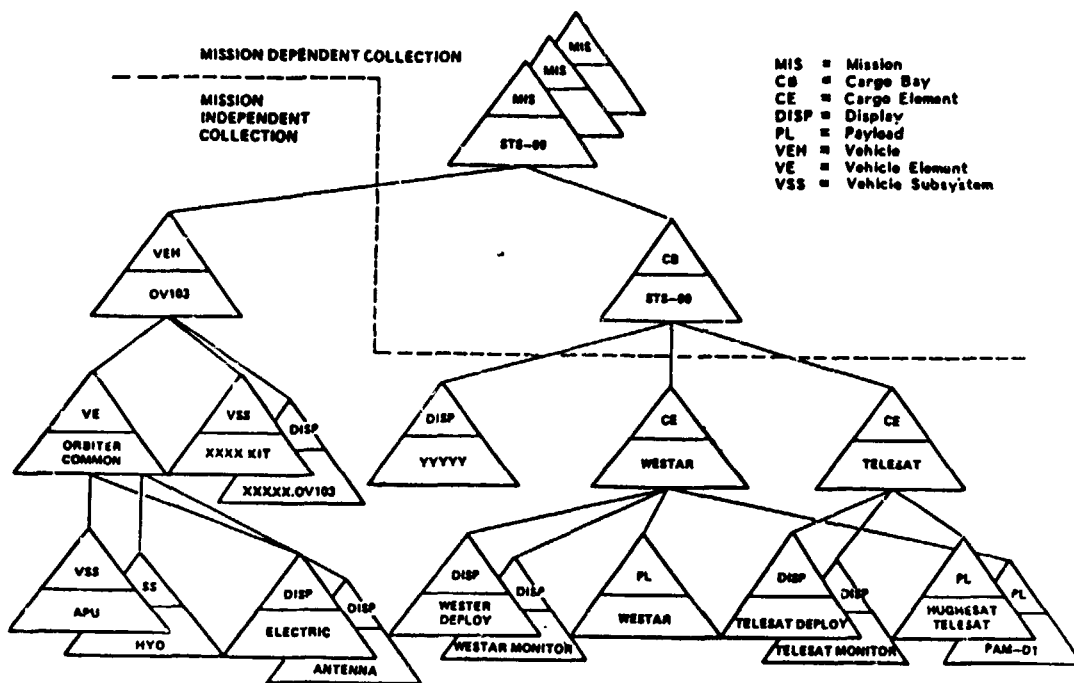 MISSION DEPENDENT COLLECTION
MISSION
INDEPENDENT
COLLECTION
MIS
MIS
MIS
STS-99
MIS = Mission
CB = Cargo Bay
CE = Cargo Element
DISP = Display
PL = Payload
VEH = Vehicle
VE = Vehicle Element
VSS = Vehicle Subsystem
VEH
OV103
CB
STS-99
VE
ORBITER
COMMON
VSS
XXXX KIT
DISP
XXXXX.OV103
DISP
YYYYY
CE
WESTAR
CE
TELESAT
VSS
APU
SS
HYD
DISP
ELECTRIC
DISP
ANTENNA
DISP
WESTER
DEPLOY
DISP
WESTAR MONITOR
PL
WESTAR
DISP
TELESAT DEPLOY
DISP
TELESAT MONITOR
PL
HUGHESAT
TELESAT
PL
PAM-D1